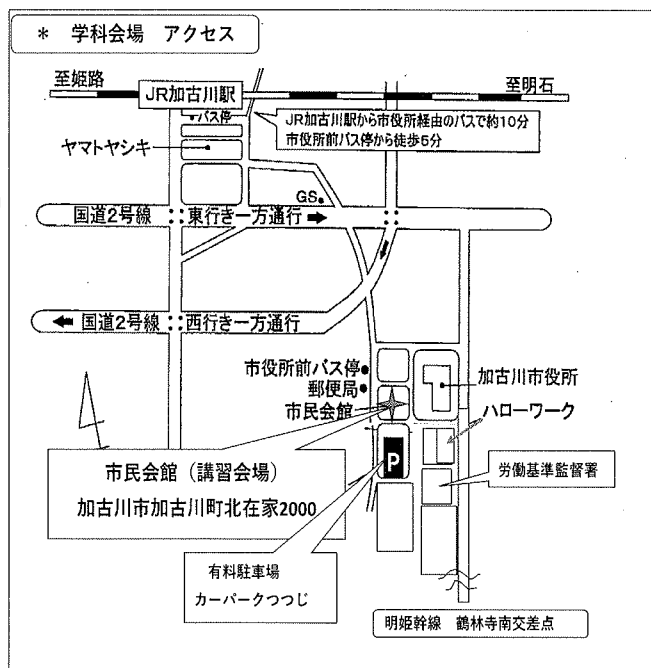 * 学科会場 アクセス
至姫路
JR加古川駅
至明石
バス停
JR加古川駅から市役所経由のバスで約10分
市役所前バス停から徒歩5分
ヤマトヤシキ
GS
国道2号線
東行き一方通行
国道2号線
西行き一方通行
市役所前バス停
郵便局
市民会館
加古川市役所
ハローワーク
労働基準監督署
市民会館（講習会場）
加古川市加古川町北在家2000
P
有料駐車場
カーパークつつじ
明姫幹線 鶴林寺南交差点